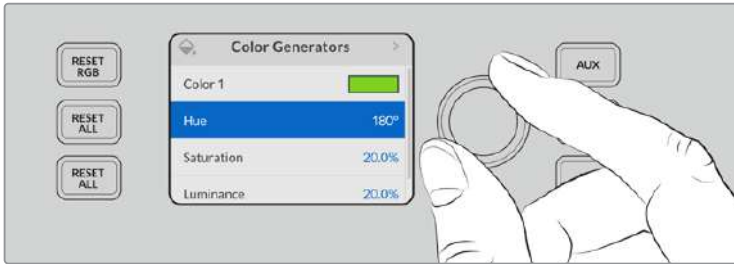 RESET
RGB
RESET
ALL
RESET
ALL
Color Generators
Color 1
Hue 180°
Saturation 20.0%
Luminance 20.0%
AUX